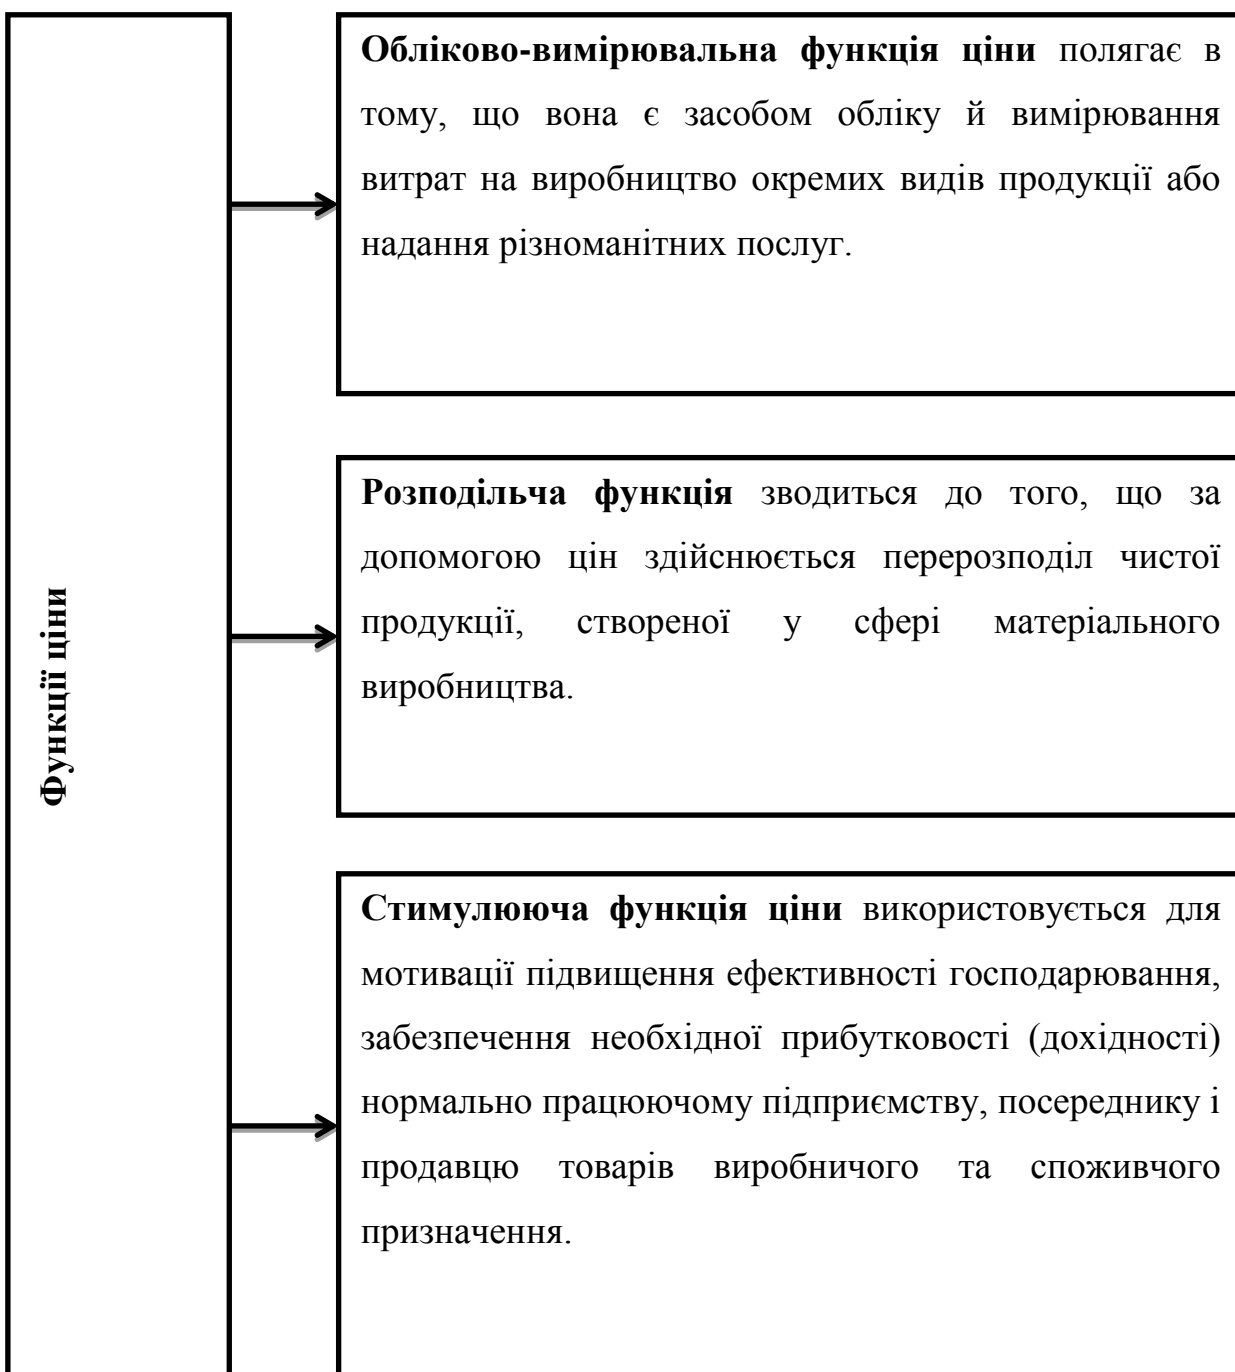 Функції ціни
Обліково-вимірювальна функція ціни полягає в
тому, що вона є засобом обліку й вимірювання
витрат на виробництво окремих видів продукції або
надання різноманітних послуг.
Розподільча функція зводиться до того, що за
допомогою цін здійснюється перерозподіл чистої
продукції, створеної у сфері матеріального
виробництва.
Стимулююча функція ціни використовується для
мотивації підвищення ефективності господарювання,
забезпечення необхідної прибутковості (дохідності)
нормально працюючому підприємству, посереднику і
продавцю товарів виробничого та споживчого
призначення.